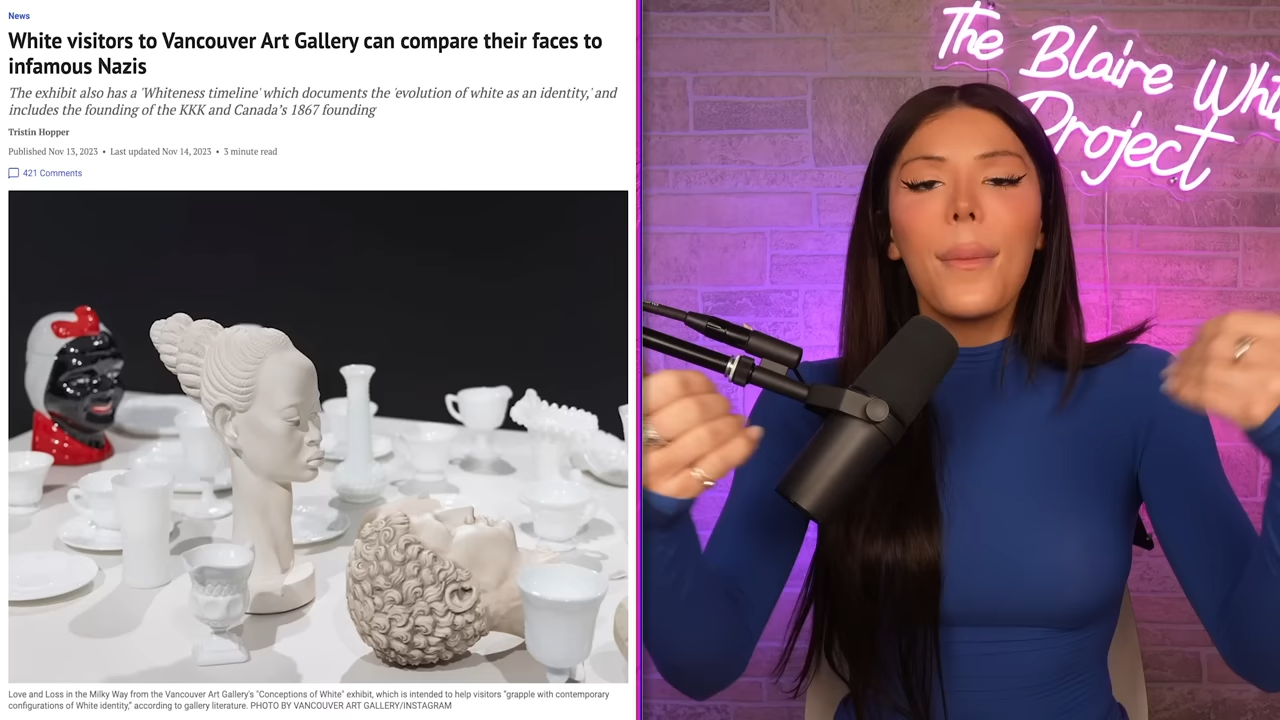 News
White visitors to Vancouver Art Gallery can compare their faces to
infamous Nazis
The exhibit also has a 'Whiteness timeline' which documents the 'evolution of white as an identity,' and
includes the founding of the KKK and Canada's 1867 founding
Tristin Hopper
Published Nov 13, 2023 • Last updated Nov 14, 2023 • 3 minute read
421 Comments
Love and Loss in the Milky Way from the Vancouver Art Gallery's "Conceptions of White" exhibit, which is intended to help visitors "grapple with contemporary
configurations of White identity," according to gallery literature. PHOTO BY VANCOUVER ART GALLERY/INSTAGRAM
The Blaire Whi
Project